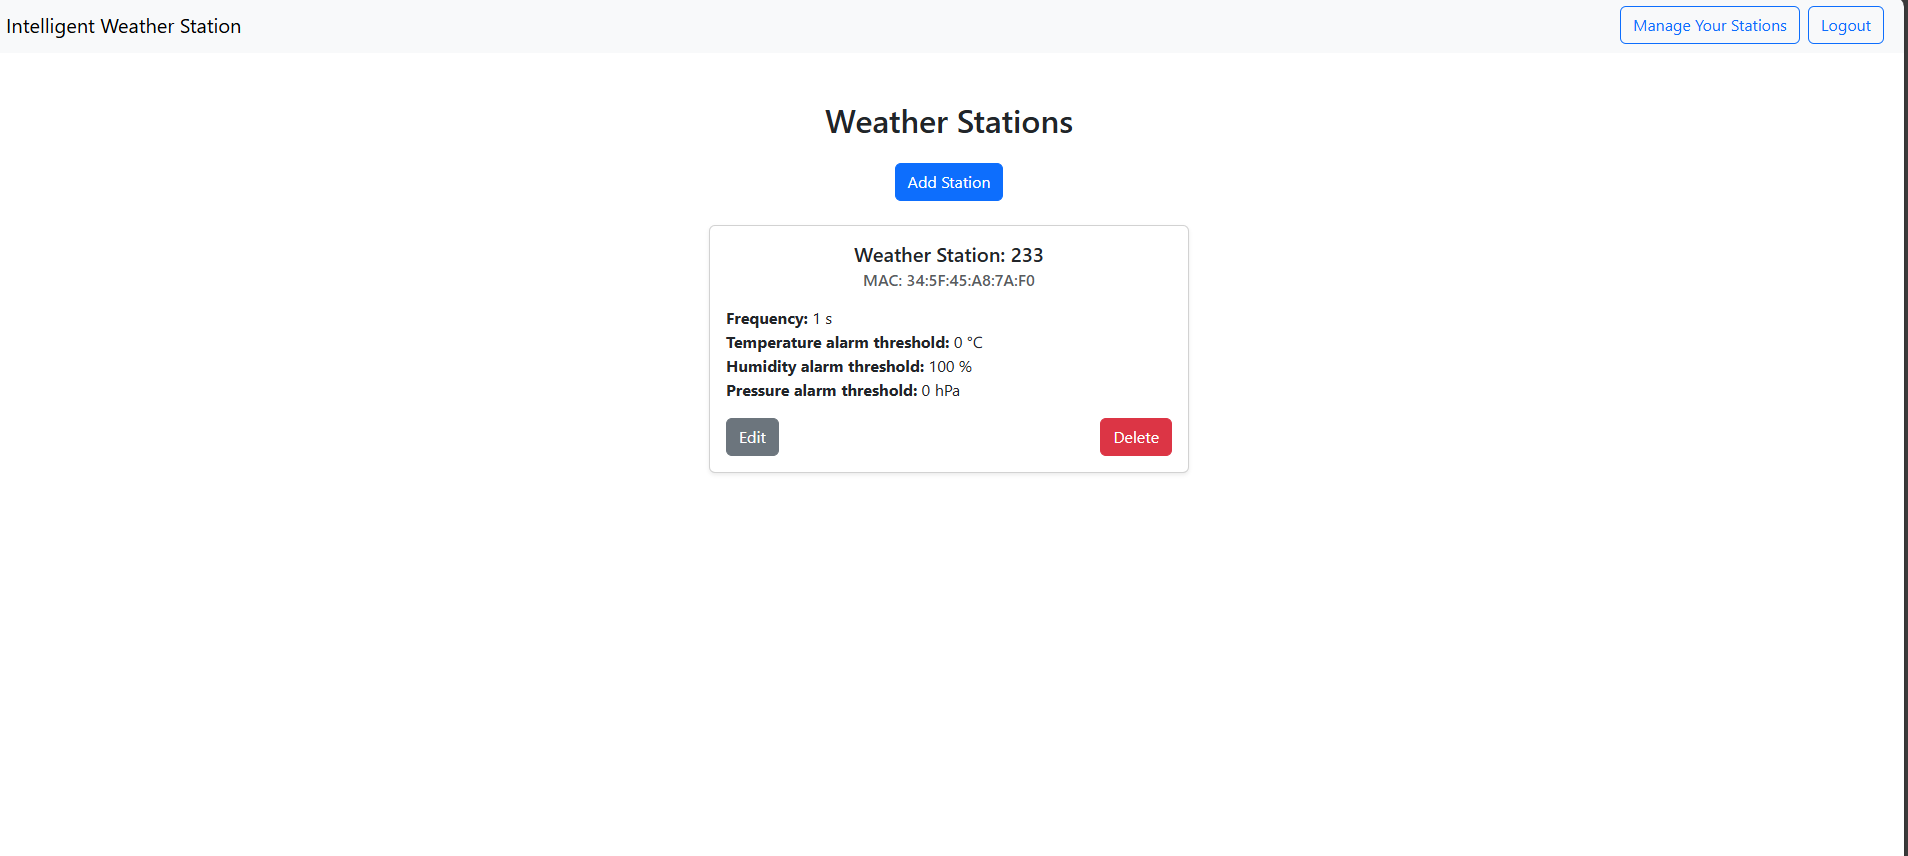 Intelligent Weather Station
Manage Your Stations
Logout
Weather Stations
Add Station
Weather Station: 233
MAC: 34:5F:45:A8:7A:F0
Frequency: 1 s
Temperature alarm threshold: 0 °C
Humidity alarm threshold: 100 %
Pressure alarm threshold: 0 hPa
Edit
Delete